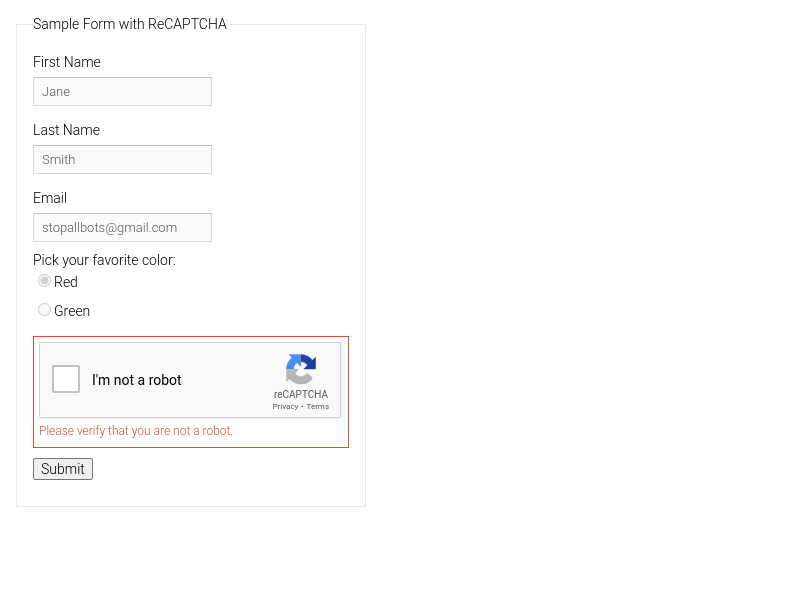 Sample Form with ReCAPTCHA
First Name
Jane
Last Name
Smith
Email
stopallbots@gmail.com
Pick your favorite color:
Red
Green
I'm not a robot
reCAPTCHA
Privacy - Terms
Please verify that you are not a robot.
Submit